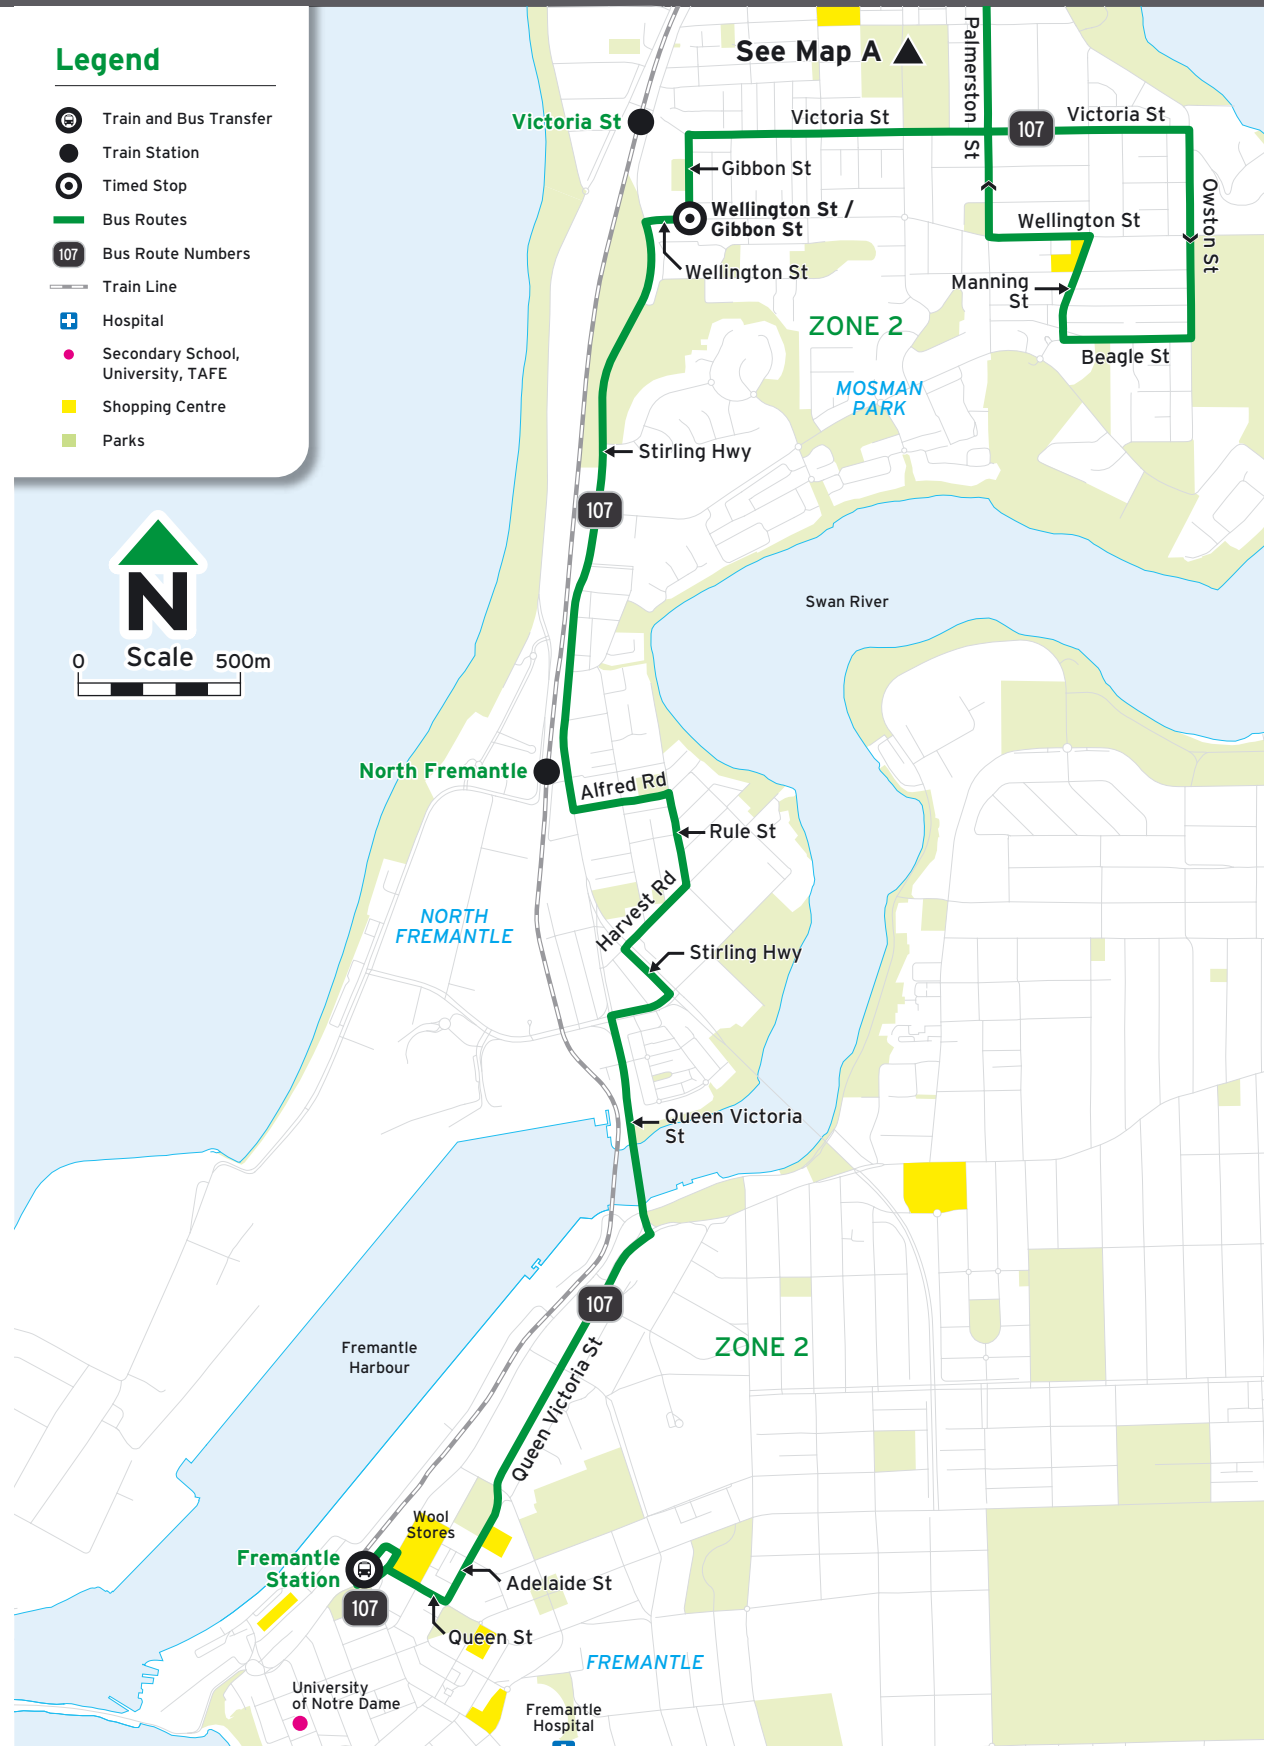 Legend
Train and Bus Transfer
Train Station
Timed Stop
Bus Routes
107
Bus Route Numbers
Train Line
Hospital
Secondary School,
University, TAFE
Shopping Centre
Parks
N
Scale
0
500m
See Map A
Palmerston St
Victoria St
Victoria St
107
Victoria St
Gibbon St
Owston St
Wellington St /
Gibbon St
Wellington St
Wellington St
Manning
St
ZONE 2
Beagle St
MOSMAN
PARK
Stirling Hwy
107
Swan River
North Fremantle
Alfred Rd
Rule St
Harvest Rd
NORTH
FREMANTLE
Stirling Hwy
Queen Victoria
St
107
Fremantle
Harbour
ZONE 2
Queen Victoria St
Wool
Stores
Fremantle
Station
107
Adelaide St
Queen St
FREMANTLE
University
of Notre Dame
Fremantle
Hospital